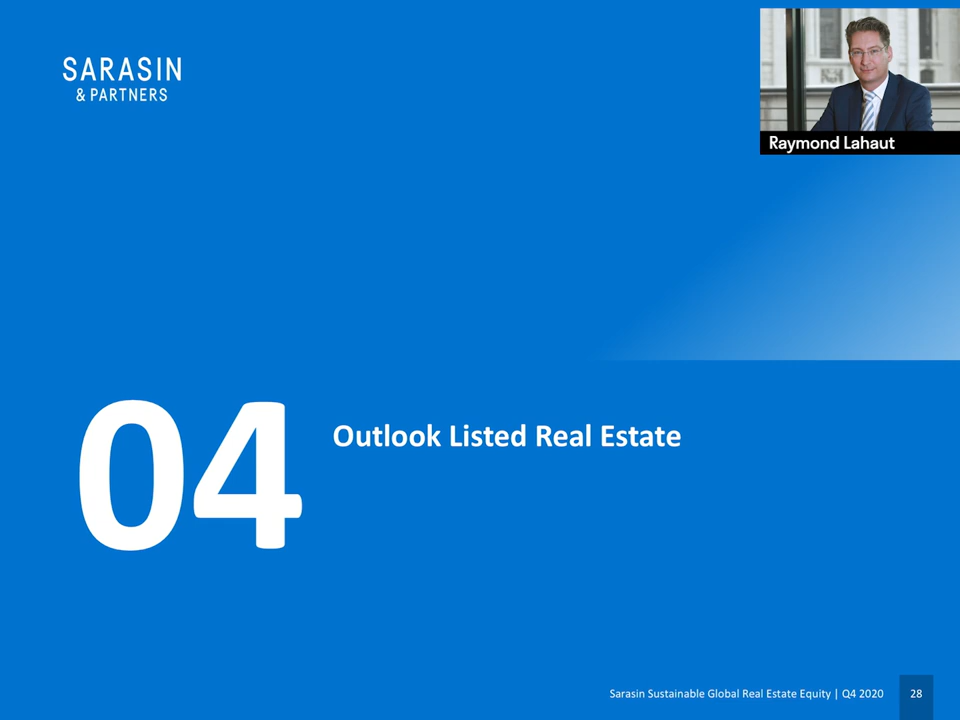 SARASIN
& PARTNERS
Raymond Lahaut
04
Outlook Listed Real Estate
Sarasin Sustainable Global Real Estate Equity | Q4 2020 28